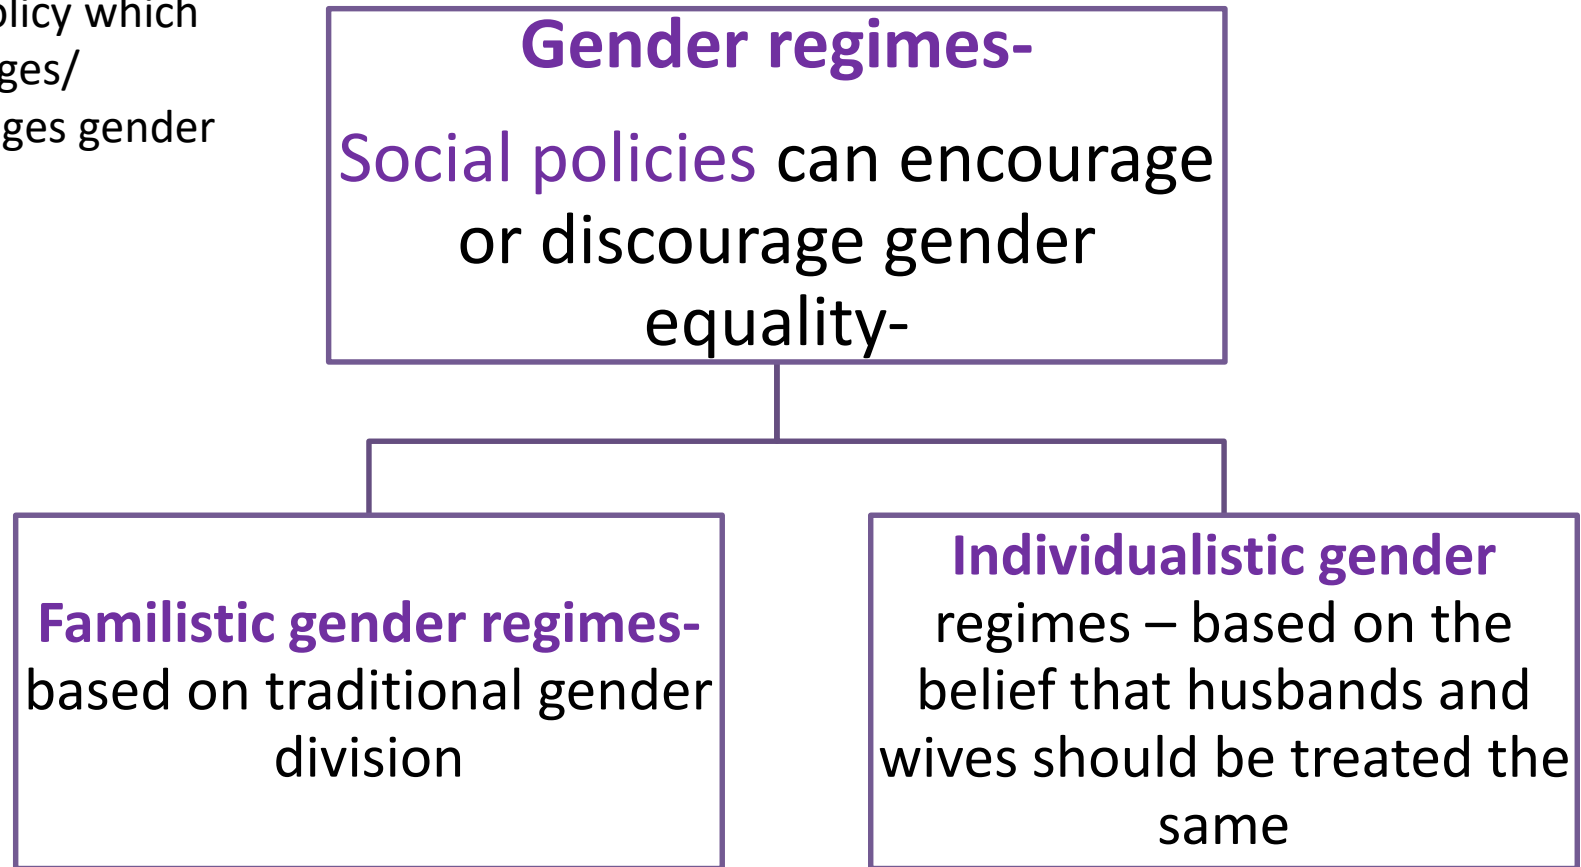 olicy which
ges/
ges gender
Gender regimes-
Social policies can encourage
or discourage gender
equality-
Familistic gender regimes-
based on traditional gender
division
Individualistic gender
regimes – based on the
belief that husbands and
wives should be treated the
same